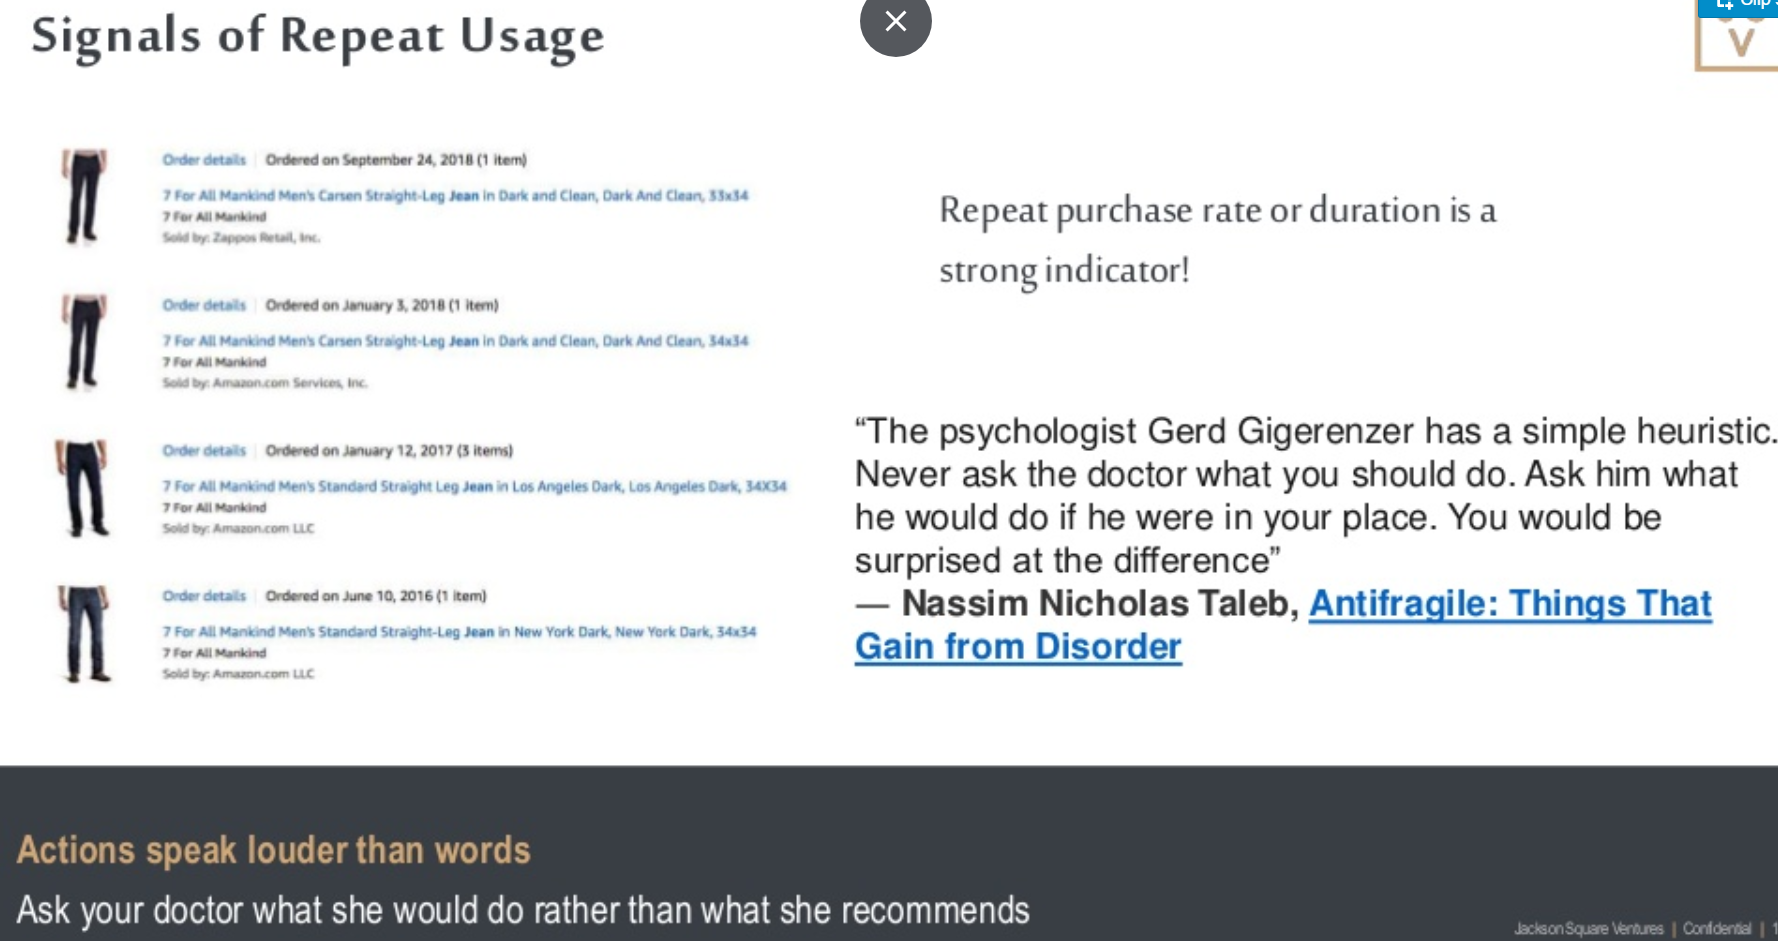 Signals of Repeat Usage
Order details | Ordered on September 24, 2018 (1 item)
7 For All Mankind Men's Carsen Straight-Leg Jean in Dark and Clean, Dark And Clean, 33x34
7 For All Mankind
Sold by: Zappos Retail, Inc.
Order details | Ordered on January 3, 2018 (1 item)
7 For All Mankind Men's Carsen Straight-Leg Jean in Dark and Clean, Dark And Clean, 34x34
7 For All Mankind
Sold by: Amazon.com Services, Inc.
Order details | Ordered on January 12, 2017 (3 items)
7 For All Mankind Men's Standard Straight Leg Jean in Los Angeles Dark, Los Angeles Dark, 34X34
7 For All Mankind
Sold by: Amazon.com LLC
Order details | Ordered on June 10, 2016 (1 item)
7 For All Mankind Men's Standard Straight-Leg Jean in New York Dark, New York Dark, 34x34
7 For All Mankind
Sold by: Amazon.com LLC
Clip
V
Repeat purchase rate or duration is a
strong indicator!
“The psychologist Gerd Gigerenzer has a simple heuristic.
Never ask the doctor what you should do. Ask him what
he would do if he were in your place. You would be
surprised at the difference”
— Nassim Nicholas Taleb, Antifragile: Things That
Gain from Disorder
Actions speak louder than words
Ask your doctor what she would do rather than what she recommends
Jackson Square Ventures | Confidential |